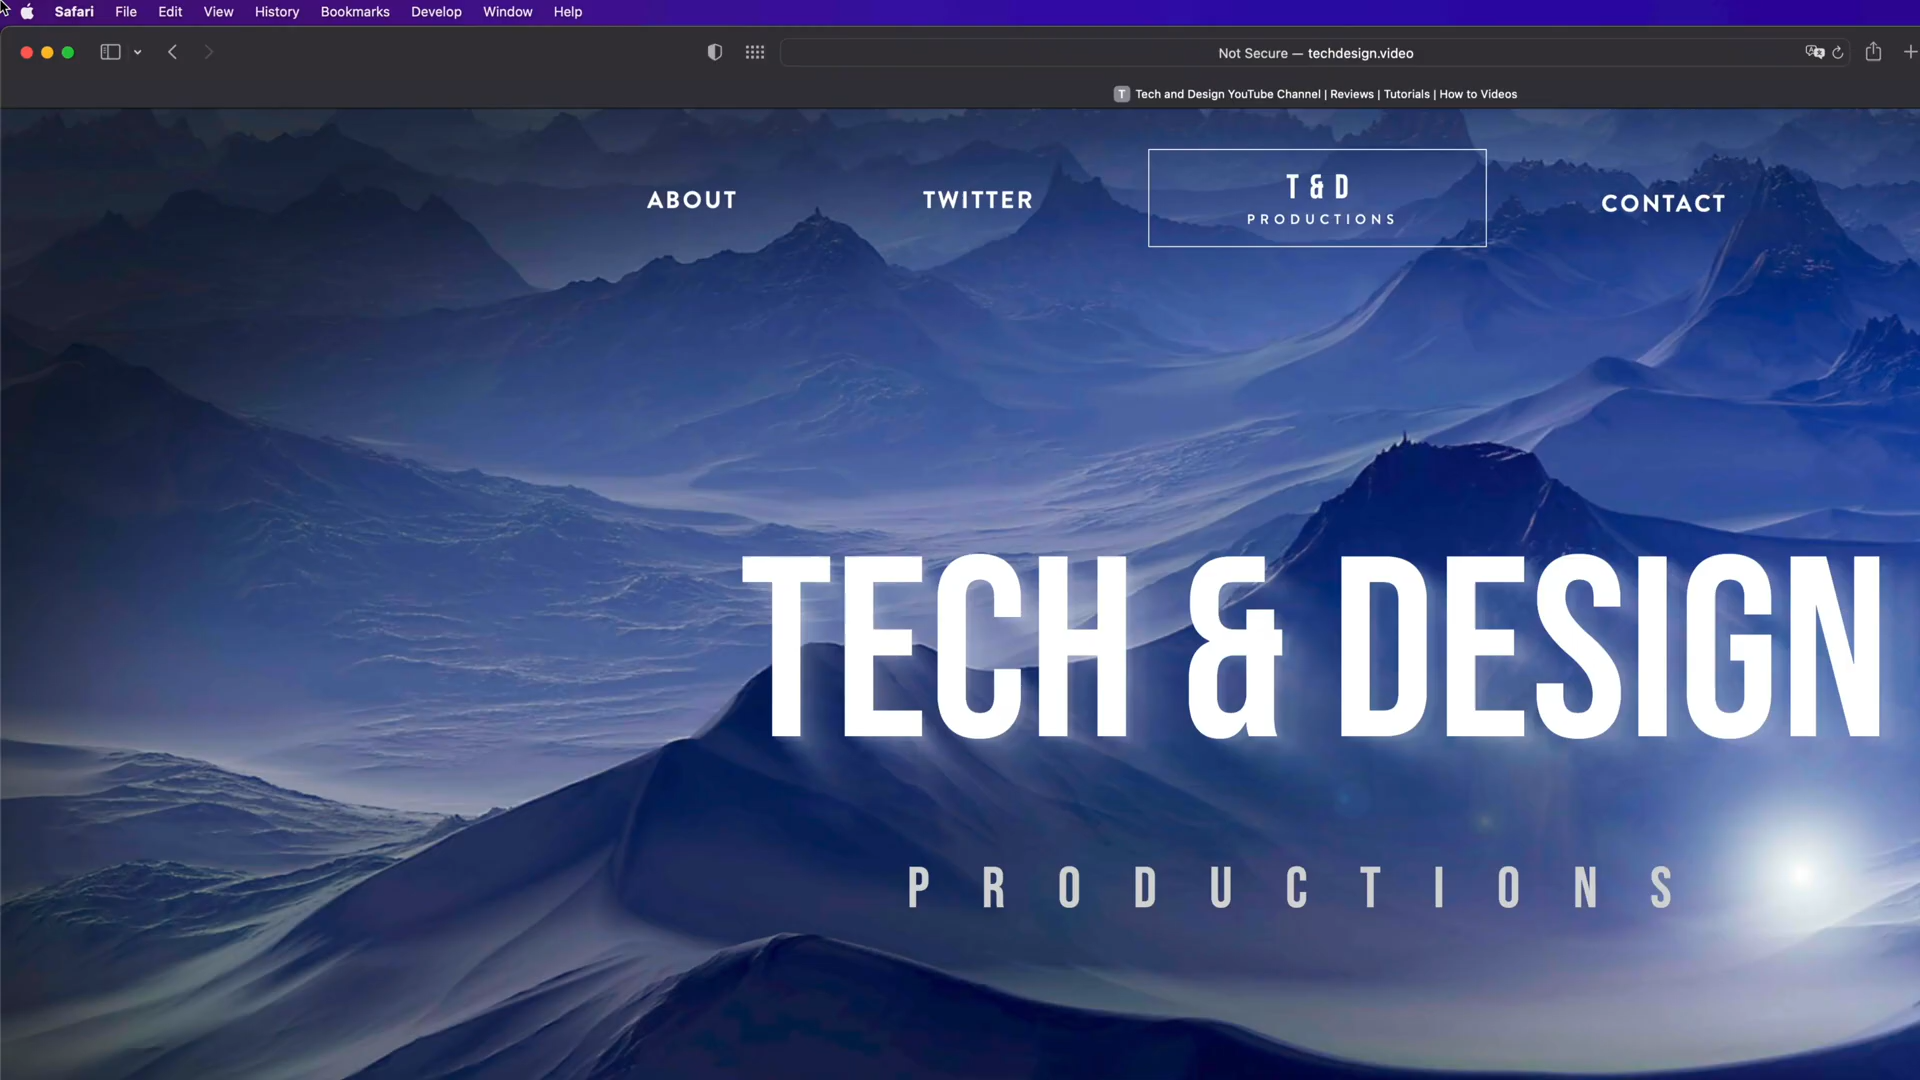 Safari File Edit View History Bookmarks Develop Window Help
Not Secure — techdesign.video
T Tech and Design YouTube Channel | Reviews | Tutorials | How to Videos
ABOUT TWITTER T & D CONTACT
PRODUCTIONS
TECH & DESIGN
PRODUCTIONS